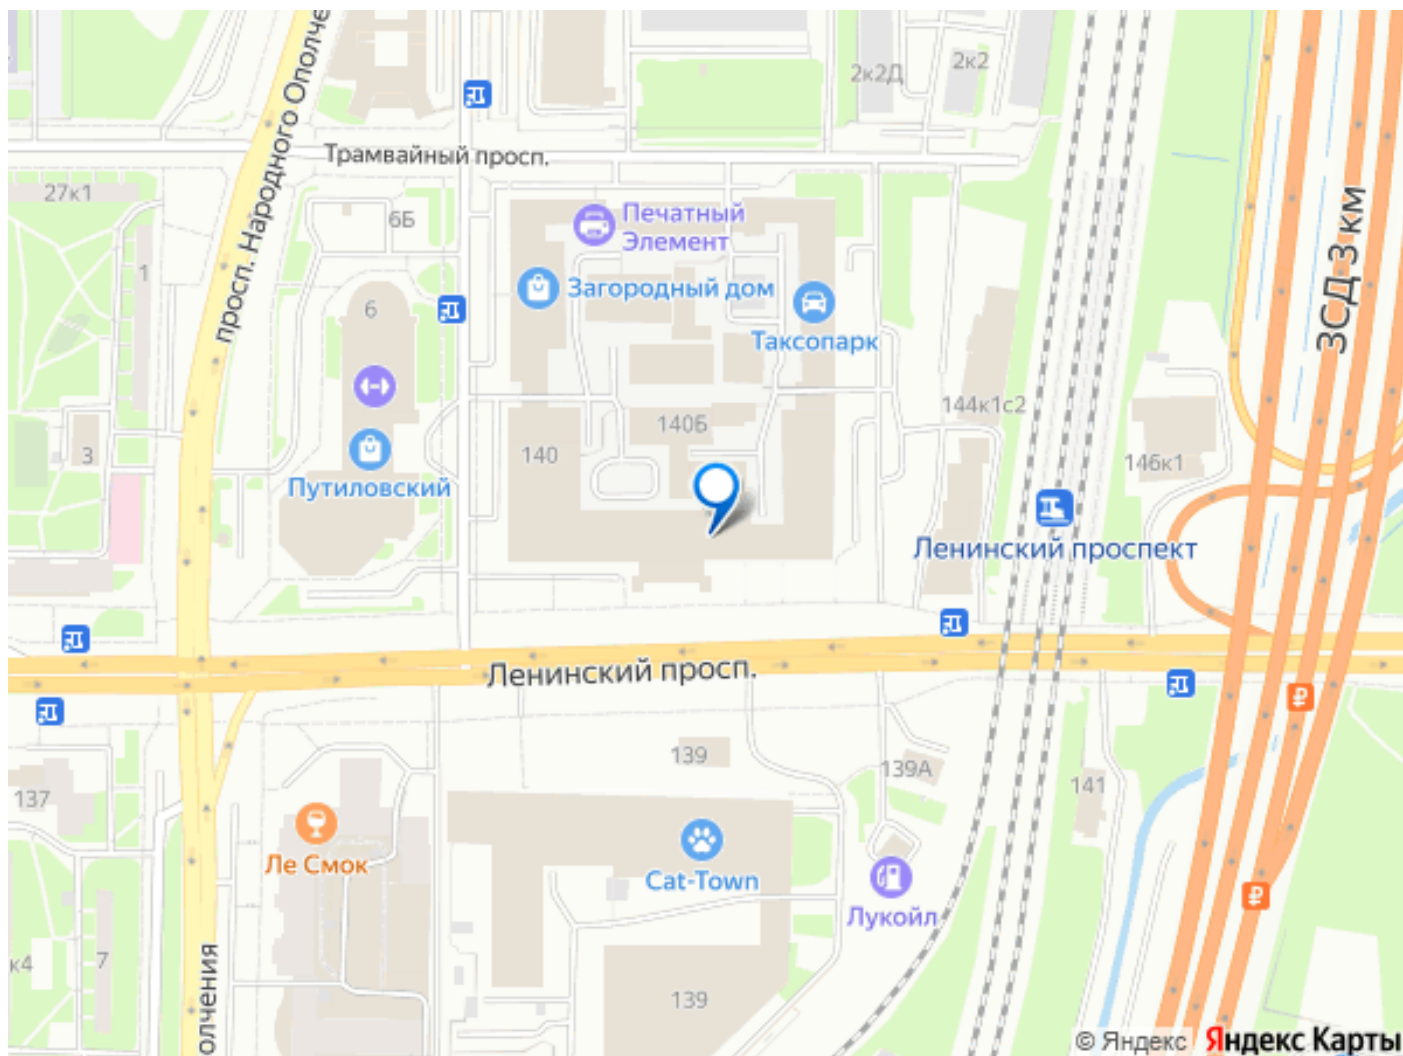 просп. Народного Ополче
2к2Д
2к2
Трамвайный просп.
27к1
6Б
Печатный
Элемент
1
Загородный дом
6
Таксопарк
ЗСД 3 км
144к1с2
140Б
140
3
146к1
Путиловский
Ленинский проспект
Ленинский просп.
139
139А
141
137
Ле Смок
Cat-Town
Лукойл
к4
7
олчения
139
© Яндекс Яндекс Карты